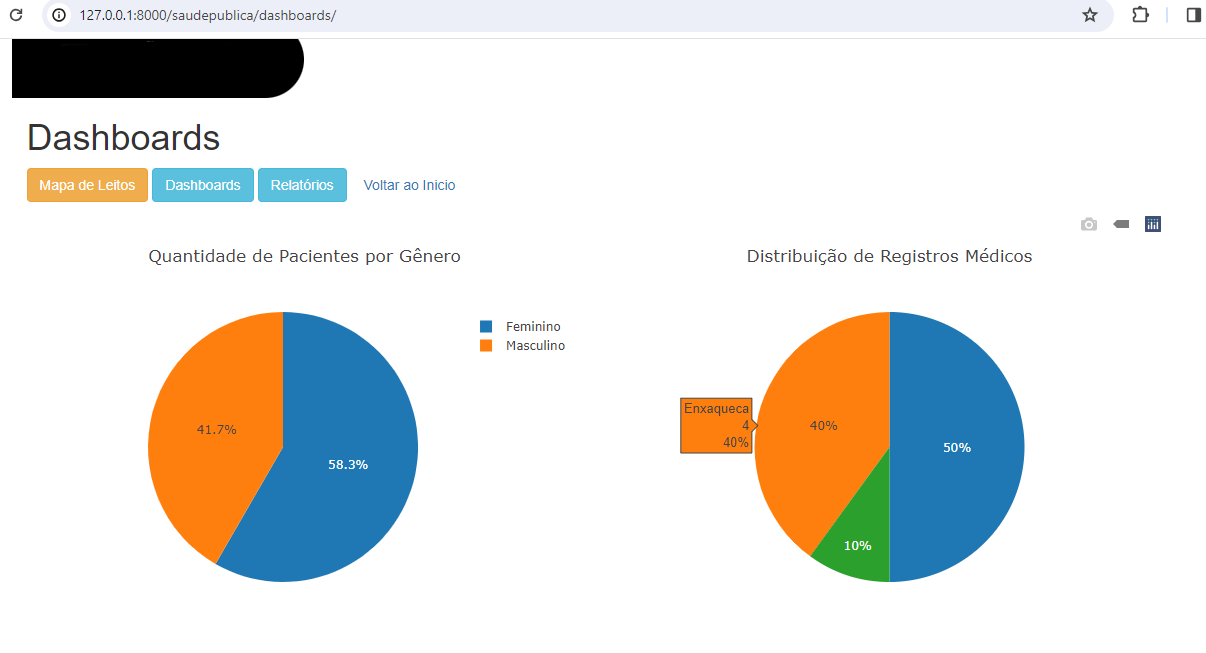 127.0.0.1:8000/saudepublica/dashboards/
Dashboards
Mapa de Leitos Dashboards Relatórios Voltar ao Inicio
Quantidade de Pacientes por Gênero
Feminino
Masculino
41.7%
58.3%
Distribuição de Registros Médicos
Enxaqueca
4
40%
40%
50%
10%